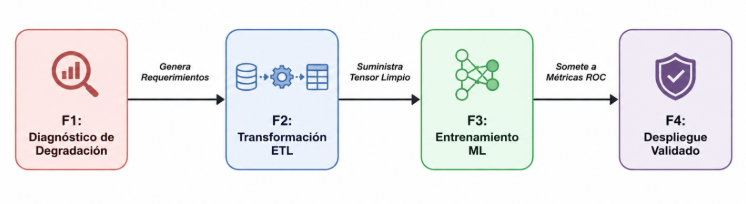 Genera
Requerimientos
Suministra
Tensor Limpio
Somete a
Métricas ROC
F1:
Diagnóstico de
Degradación
F2:
Transformación
ETL
F3:
Entrenamiento
ML
F4:
Despliegue
Validado